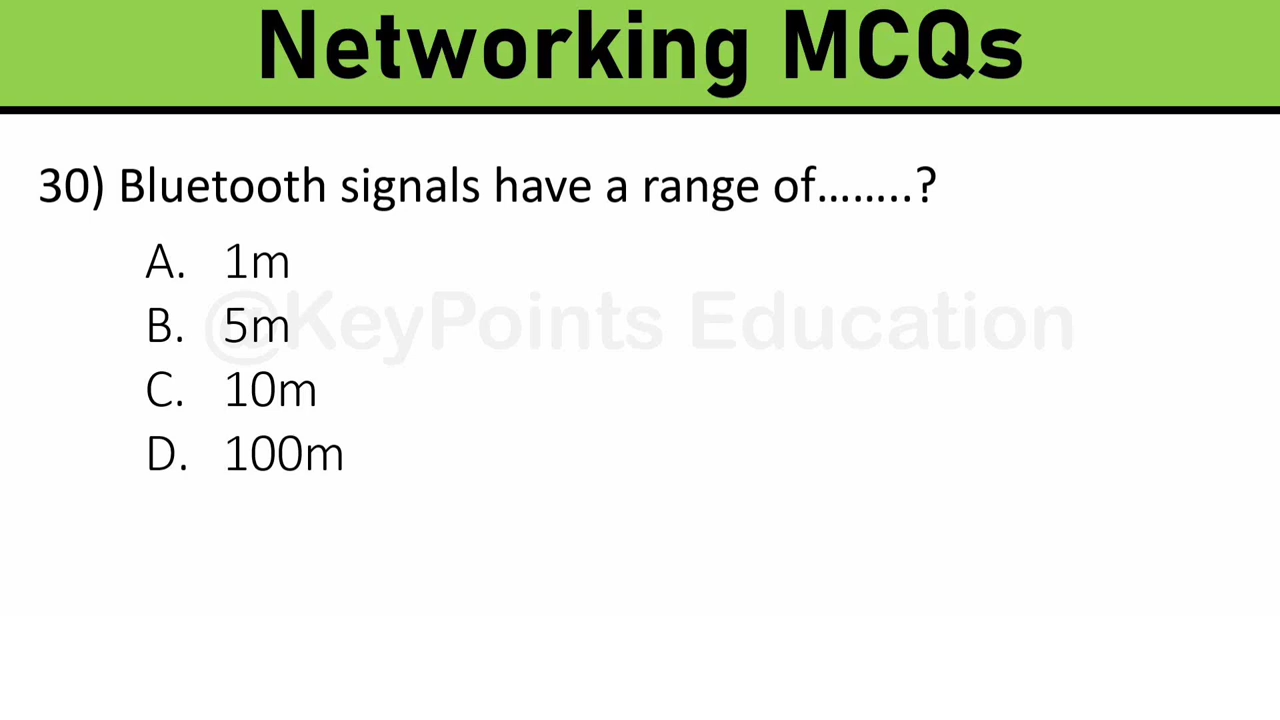 Networking MCQs
30) Bluetooth signals have a range of……..?
A. 1m
B. 5m
@KeyPoints Education
C. 10m
D. 100m